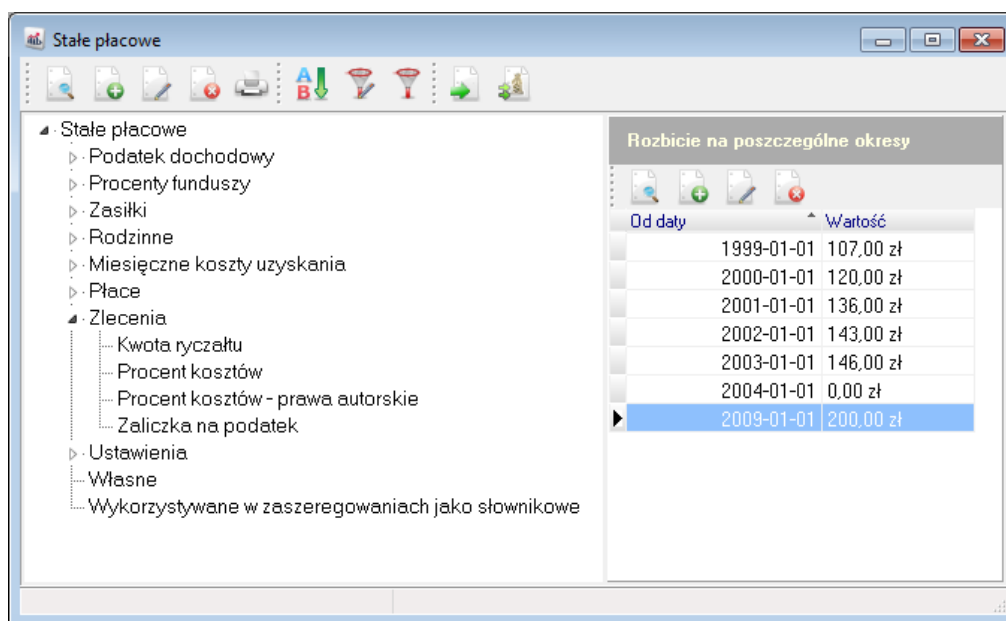 Stałe płacowe
Stałe płacowe
Podatek dochodowy
Procenty funduszy
Zasiłki
Rodzinne
Miesięczne koszty uzyskania
Płace
Zlecenia
Kwota ryczałtu
Procent kosztów
Procent kosztów - prawa autorskie
Zaliczka na podatek
Ustawienia
Własne
Wykorzystywane w zaszeregowaniach jako słownikowe
Rozbicie na poszczególne okresy
Od daty Wartość
1999-01-01 107,00 zł
2000-01-01 120,00 zł
2001-01-01 136,00 zł
2002-01-01 143,00 zł
2003-01-01 146,00 zł
2004-01-01 0,00 zł
2009-01-01 200,00 zł